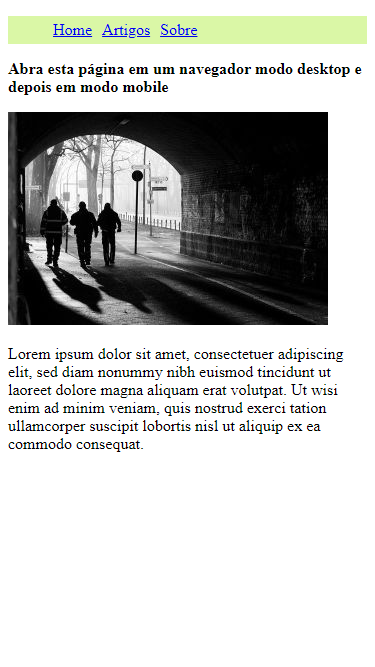 Home Artigos Sobre
Abra esta página em um navegador modo desktop e
depois em modo mobile
Lorem ipsum dolor sit amet, consectetuer adipiscing
elit, sed diam nonummy nibh euismod tincidunt ut
laoreet dolore magna aliquam erat volutpat. Ut wisi
enim ad minim veniam, quis nostrud exerci tation
ullamcorper suscipit lobortis nisl ut aliquip ex ea
commodo consequat.